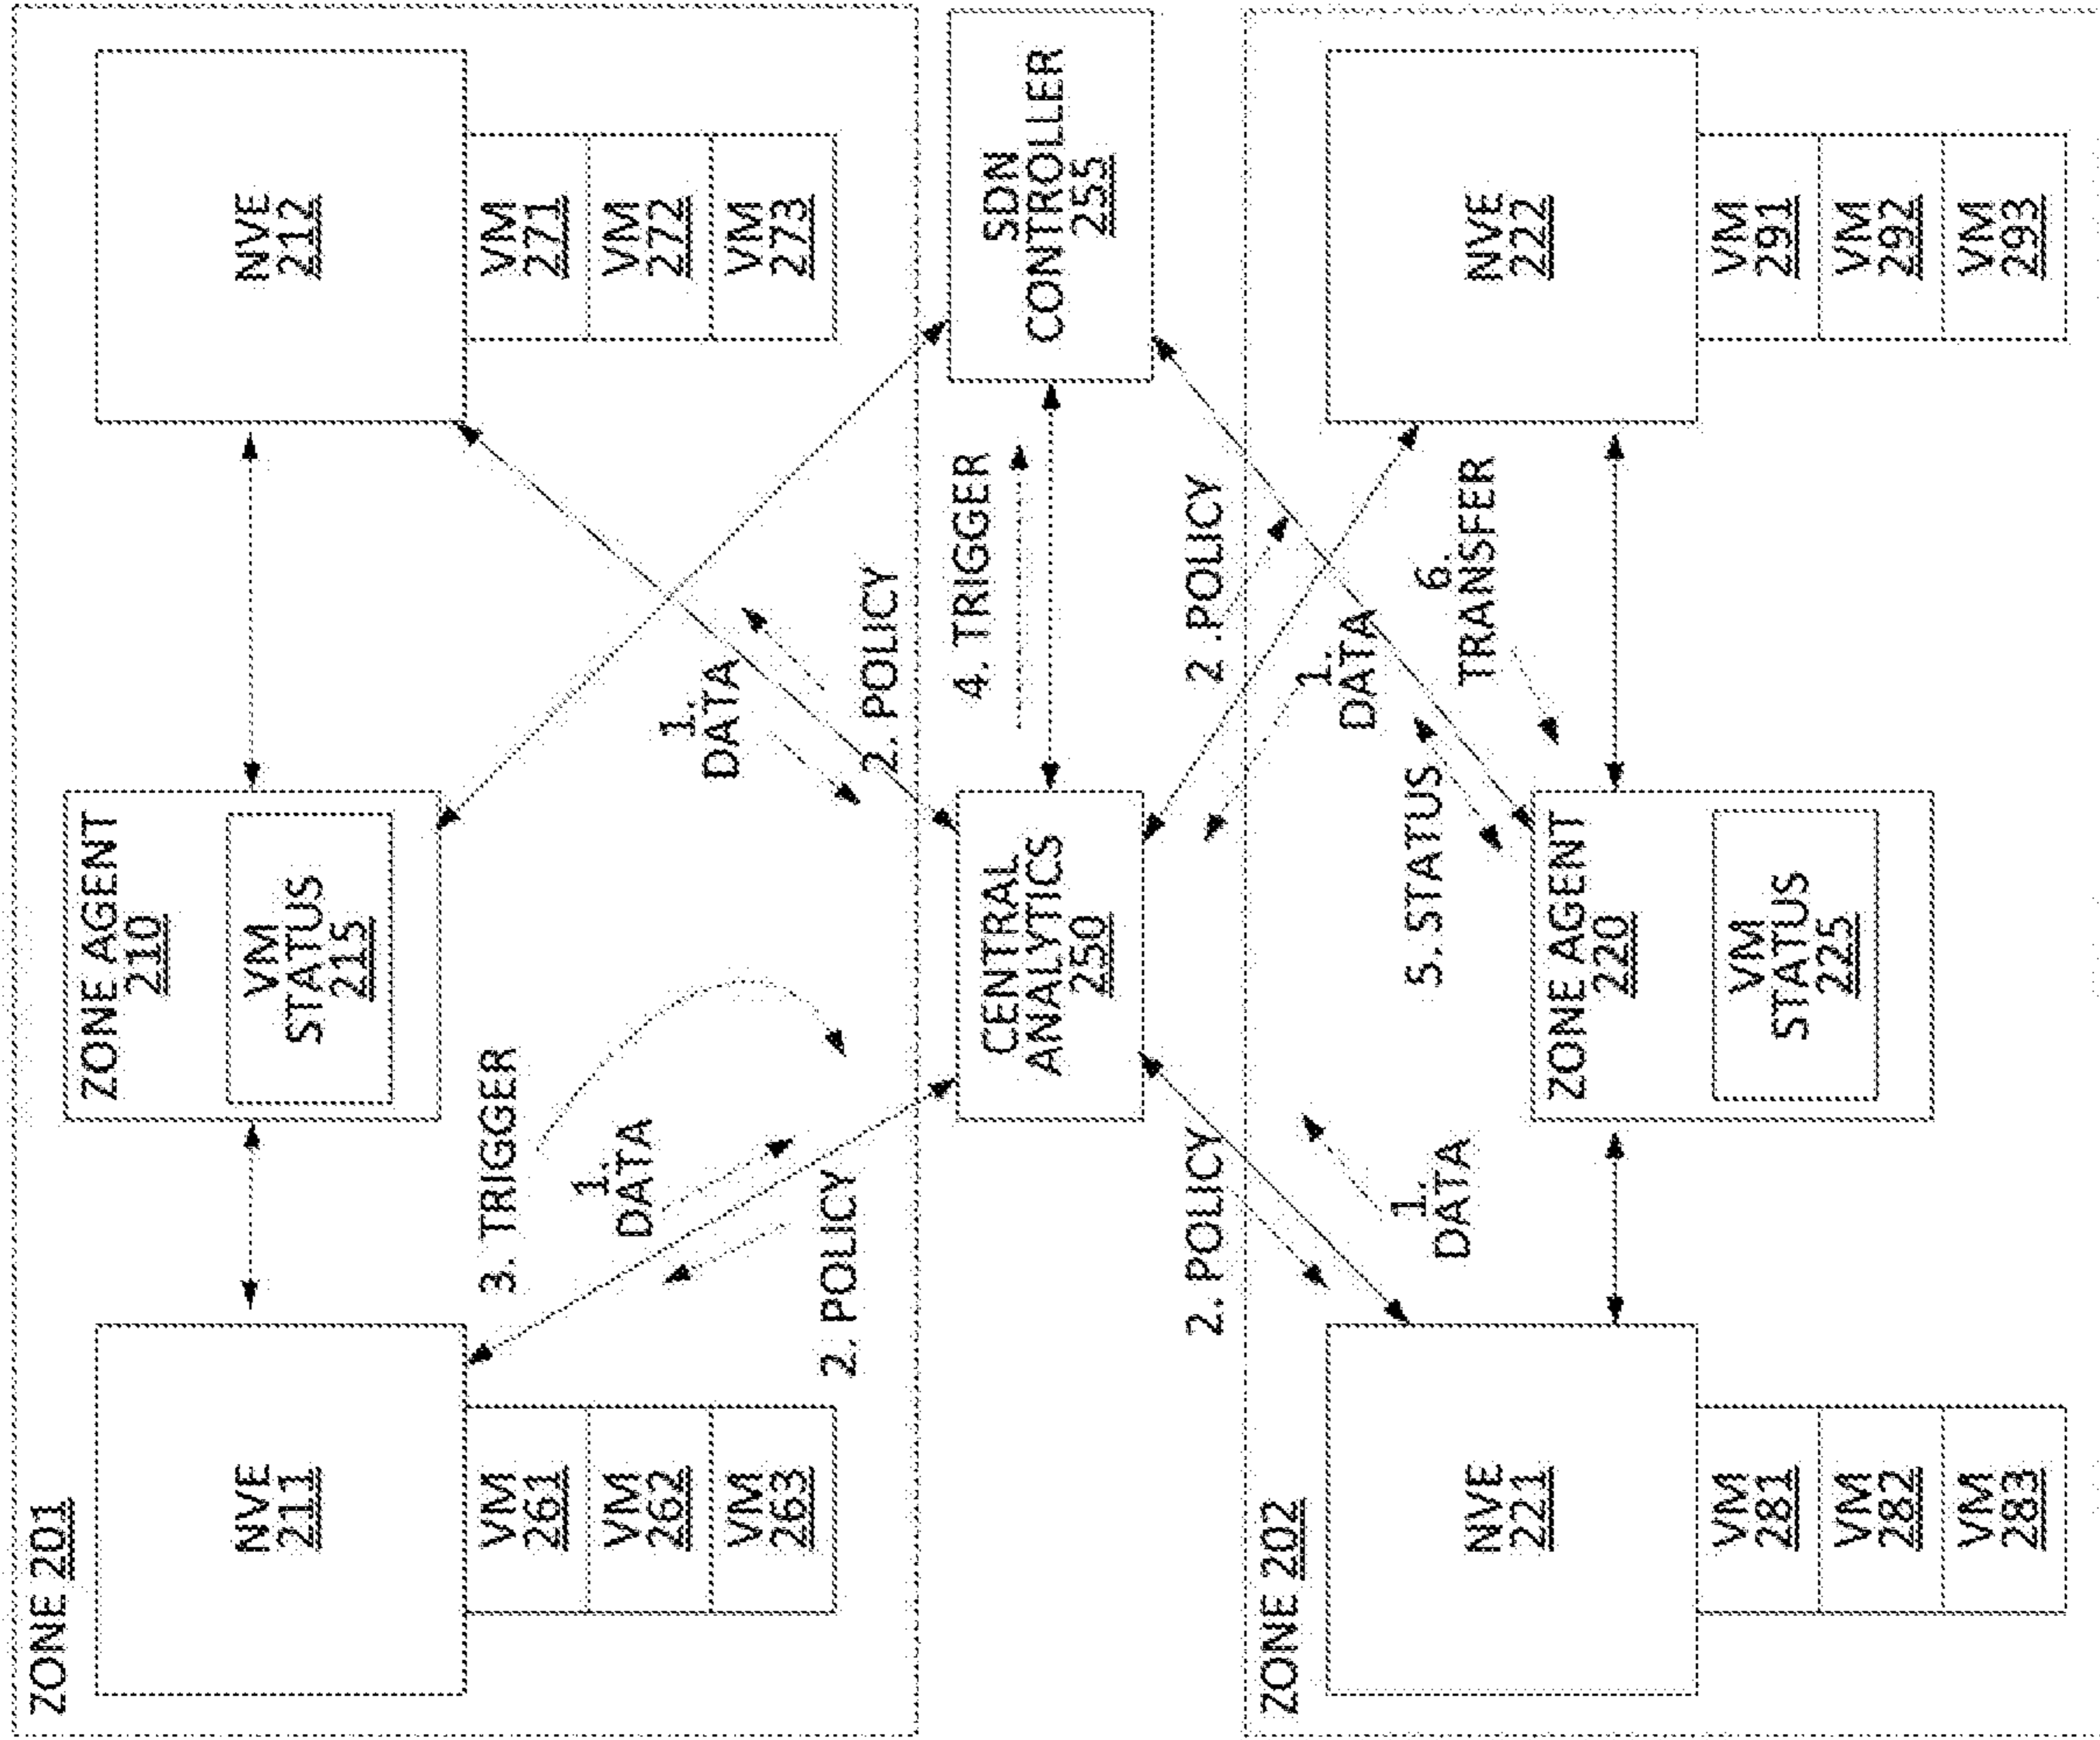 ZONE 201
NVE
211
VM
261
VM
262
VM
263
ZONE AGENT
210
VM
STATUS
215
NVE
212
VM
271
VM
272
VM
273
3. TRIGGER
1.
DATA
2. POLICY
1.
DATA
2. POLICY
CENTRAL
ANALYTICS
250
4. TRIGGER
SDN
CONTROLLER
255
2. POLICY
1.
DATA
2 .POLICY
1.
DATA
5. STATUS
6.
TRANSFER
ZONE 202
NVE
221
VM
281
VM
282
VM
283
ZONE AGENT
220
VM
STATUS
225
NVE
222
VM
291
VM
292
VM
293